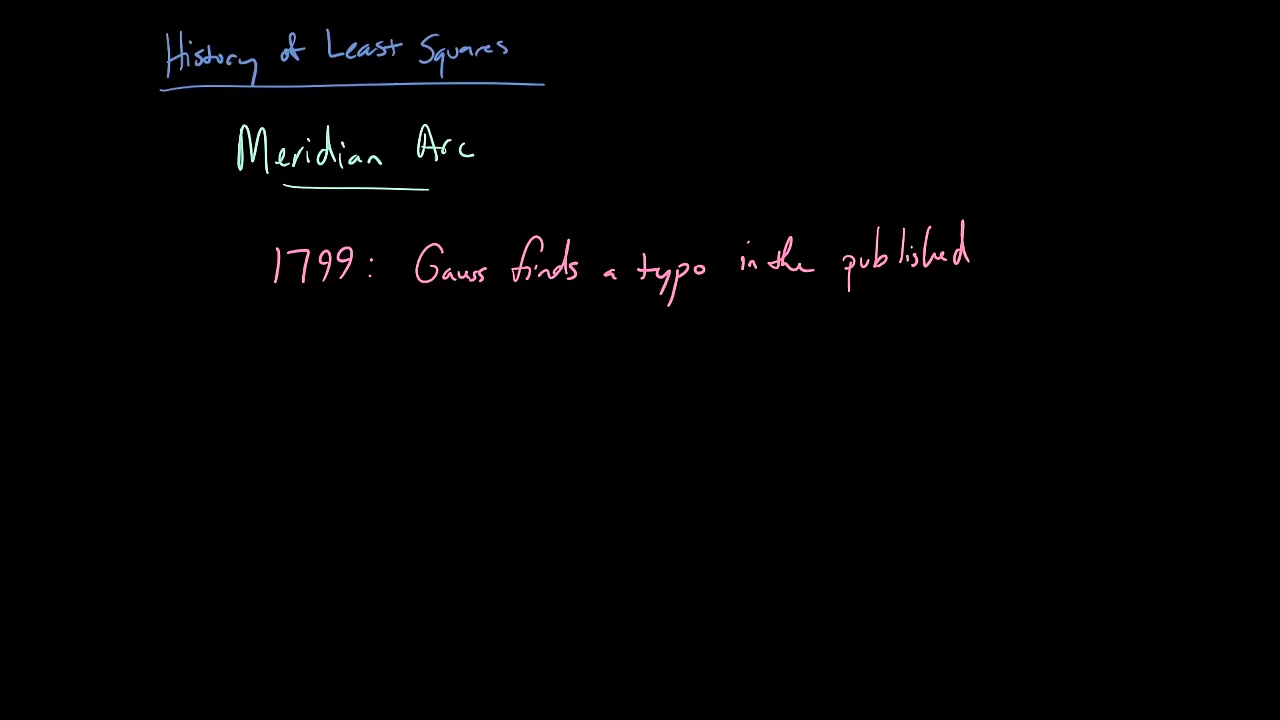 History of Least Squares
Meridian Arc
1799: Gauss finds a typo in the published